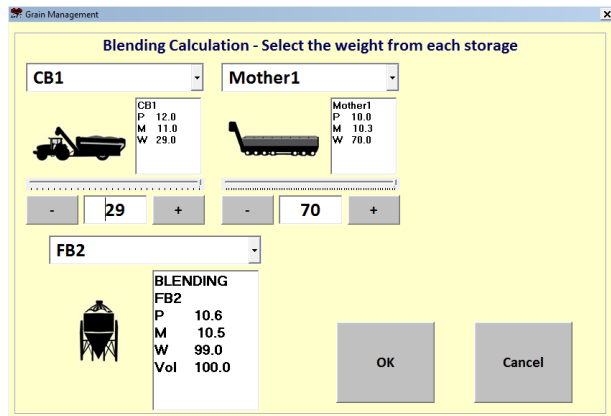 Grain Management
Blending Calculation - Select the weight from each storage
CB1
Mother1
CB1
P 12.0
M 11.0
W 29.0
Mother1
P 10.0
M 10.3
W 70.0
- 29 +
- 70 +
FB2
BLENDING
FB2
P 10.6
M 10.5
W 99.0
Vol 100.0
OK
Cancel